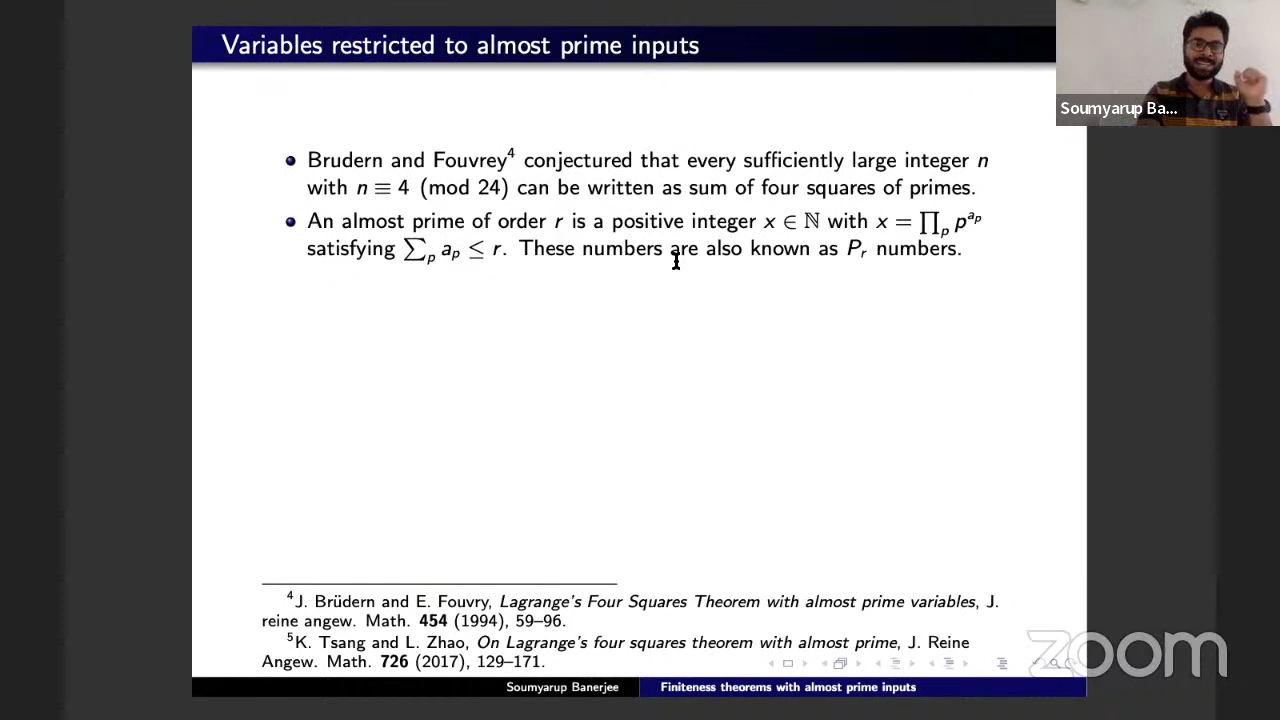 Variables restricted to almost prime inputs
Soumyarup Ba...
Brudern and Fouvrey⁴ conjectured that every sufficiently large integer n
with n ≡ 4 (mod 24) can be written as sum of four squares of primes.
An almost prime of order r is a positive integer x ∈ ℕ with x = ∏ₚ p^{aₚ}
satisfying ∑ₚ aₚ ≤ r. These numbers are also known as Pᵣ numbers.
⁴J. Brüdern and E. Fouvry, Lagrange's Four Squares Theorem with almost prime variables, J.
reine angew. Math. 454 (1994), 59–96.
⁵K. Tsang and L. Zhao, On Lagrange's four squares theorem with almost prime, J. Reine
Angew. Math. 726 (2017), 129–171.
zoom
Soumyarup Banerjee Finiteness theorems with almost prime inputs